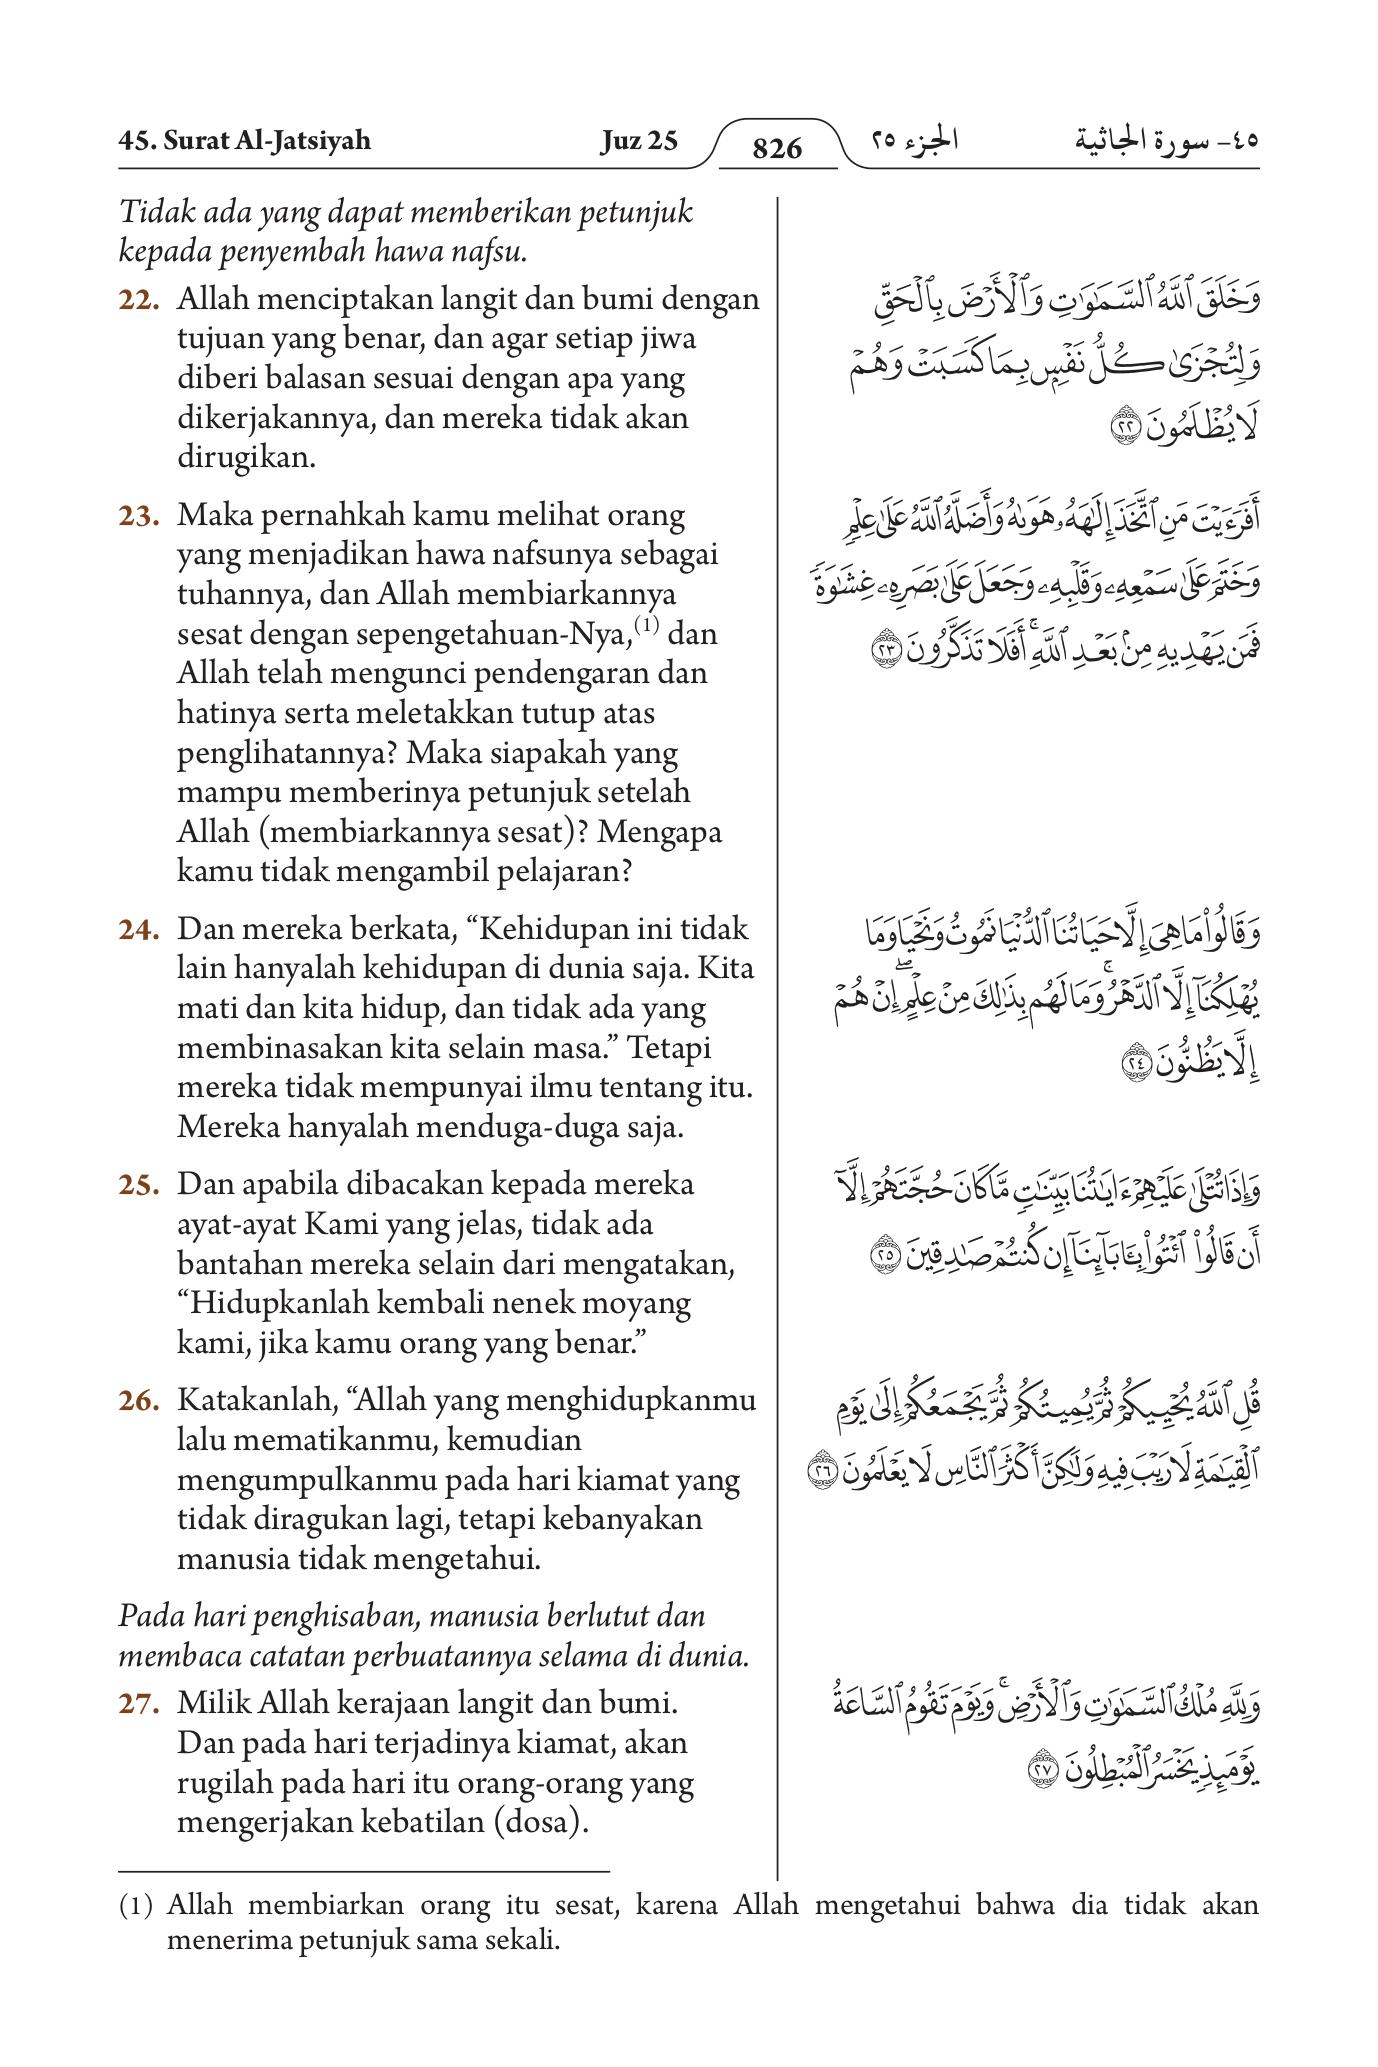 45. Surat Al-Jatsiyah
Juz 25
826
الجزء ٢٥
٤٥- سورة الجاثية
Tidak ada yang dapat memberikan petunjuk
kepada penyembah hawa nafsu.
22. Allah menciptakan langit dan bumi dengan
tujuan yang benar, dan agar setiap jiwa
diberi balasan sesuai dengan apa yang
dikerjakannya, dan mereka tidak akan
dirugikan.
23. Maka pernahkah kamu melihat orang
yang menjadikan hawa nafsunya sebagai
tuhannya, dan Allah membiarkannya
sesat dengan sepengetahuan-Nya,(1) dan
Allah telah mengunci pendengaran dan
hatinya serta meletakkan tutup atas
penglihatannya? Maka siapakah yang
mampu memberinya petunjuk setelah
Allah (membiarkannya sesat)? Mengapa
kamu tidak mengambil pelajaran?
24. Dan mereka berkata, “Kehidupan ini tidak
lain hanyalah kehidupan di dunia saja. Kita
mati dan kita hidup, dan tidak ada yang
membinasakan kita selain masa.” Tetapi
mereka tidak mempunyai ilmu tentang itu.
Mereka hanyalah menduga-duga saja.
25. Dan apabila dibacakan kepada mereka
ayat-ayat Kami yang jelas, tidak ada
bantahan mereka selain dari mengatakan,
“Hidupkanlah kembali nenek moyang
kami, jika kamu orang yang benar.”
26. Katakanlah, “Allah yang menghidupkanmu
lalu mematikanmu, kemudian
mengumpulkanmu pada hari kiamat yang
tidak diragukan lagi, tetapi kebanyakan
manusia tidak mengetahui.
Pada hari penghisaban, manusia berlutut dan
membaca catatan perbuatannya selama di dunia.
27. Milik Allah kerajaan langit dan bumi.
Dan pada hari terjadinya kiamat, akan
rugilah pada hari itu orang-orang yang
mengerjakan kebatilan (dosa).
وَخَلَقَ ٱللَّهُ ٱلسَّمَٰوَٰتِ وَٱلْأَرْضَ بِٱلْحَقِّ
وَلِتُجْزَىٰ كُلُّ نَفْسٍۭ بِمَا كَسَبَتْ وَهُمْ
لَا يُظْلَمُونَ ٢٢
أَفَرَءَيْتَ مَنِ ٱتَّخَذَ إِلَٰهَهُۥ هَوَىٰهُ وَأَضَلَّهُ ٱللَّهُ عَلَىٰ عِلْمٍ
وَخَتَمَ عَلَىٰ سَمْعِهِۦ وَقَلْبِهِۦ وَجَعَلَ عَلَىٰ بَصَرِهِۦ غِشَٰوَةً
فَمَن يَهْدِيهِ مِنۢ بَعْدِ ٱللَّهِۚ أَفَلَا تَذَكَّرُونَ ٢٣
وَقَالُوا۟ مَا هِىَ إِلَّا حَيَاتُنَا ٱلدُّنْيَا نَمُوتُ وَنَحْيَا وَمَا
يُهْلِكُنَآ إِلَّا ٱلدَّهْرُۚ وَمَا لَهُم بِذَٰلِكَ مِنْ عِلْمٍۖ إِنْ هُمْ
إِلَّا يَظُنُّونَ ٢٤
وَإِذَا تُتْلَىٰ عَلَيْهِمْ ءَايَٰتُنَا بَيِّنَٰتٍ مَّا كَانَ حُجَّتَهُمْ إِلَّآ
أَن قَالُوا۟ ٱئْتُوا۟ بِـَٔابَآئِنَآ إِن كُنتُمْ صَٰدِقِينَ ٢٥
قُلِ ٱللَّهُ يُحْيِيكُمْ ثُمَّ يُمِيتُكُمْ ثُمَّ يَجْمَعُكُمْ إِلَىٰ يَوْمِ
ٱلْقِيَٰمَةِ لَا رَيْبَ فِيهِ وَلَٰكِنَّ أَكْثَرَ ٱلنَّاسِ لَا يَعْلَمُونَ ٢٦
وَلِلَّهِ مُلْكُ ٱلسَّمَٰوَٰتِ وَٱلْأَرْضِۚ وَيَوْمَ تَقُومُ ٱلسَّاعَةُ
يَوْمَئِذٍ يَخْسَرُ ٱلْمُبْطِلُونَ ٢٧
(1) Allah membiarkan orang itu sesat, karena Allah mengetahui bahwa dia tidak akan
menerima petunjuk sama sekali.